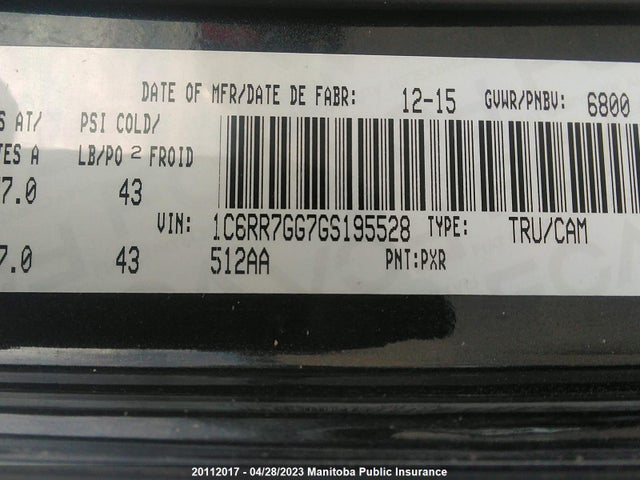 DATE OF MFR/DATE DE FABR: 12-15 GVWR/PNBV: 6800
S AT/ PSI COLD/
TES A LB/PO 2 FROID
7.0 43
VIN: 1C6RR7GG7GS195528 TYPE: TRU/CAM
7.0 43 512AA PNT:PXR
20112017 - 04/28/2023 Manitoba Public Insurance